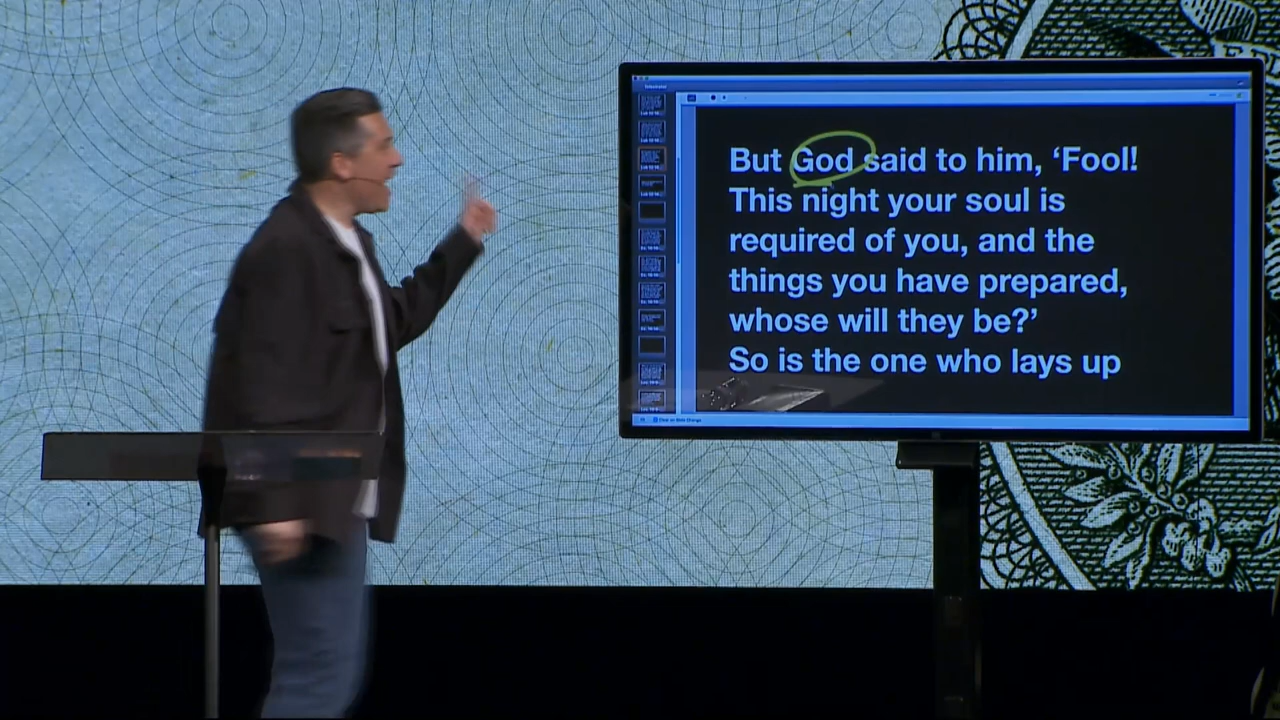 But God said to him, ‘Fool!
This night your soul is
required of you, and the
things you have prepared,
whose will they be?’
So is the one who lays up